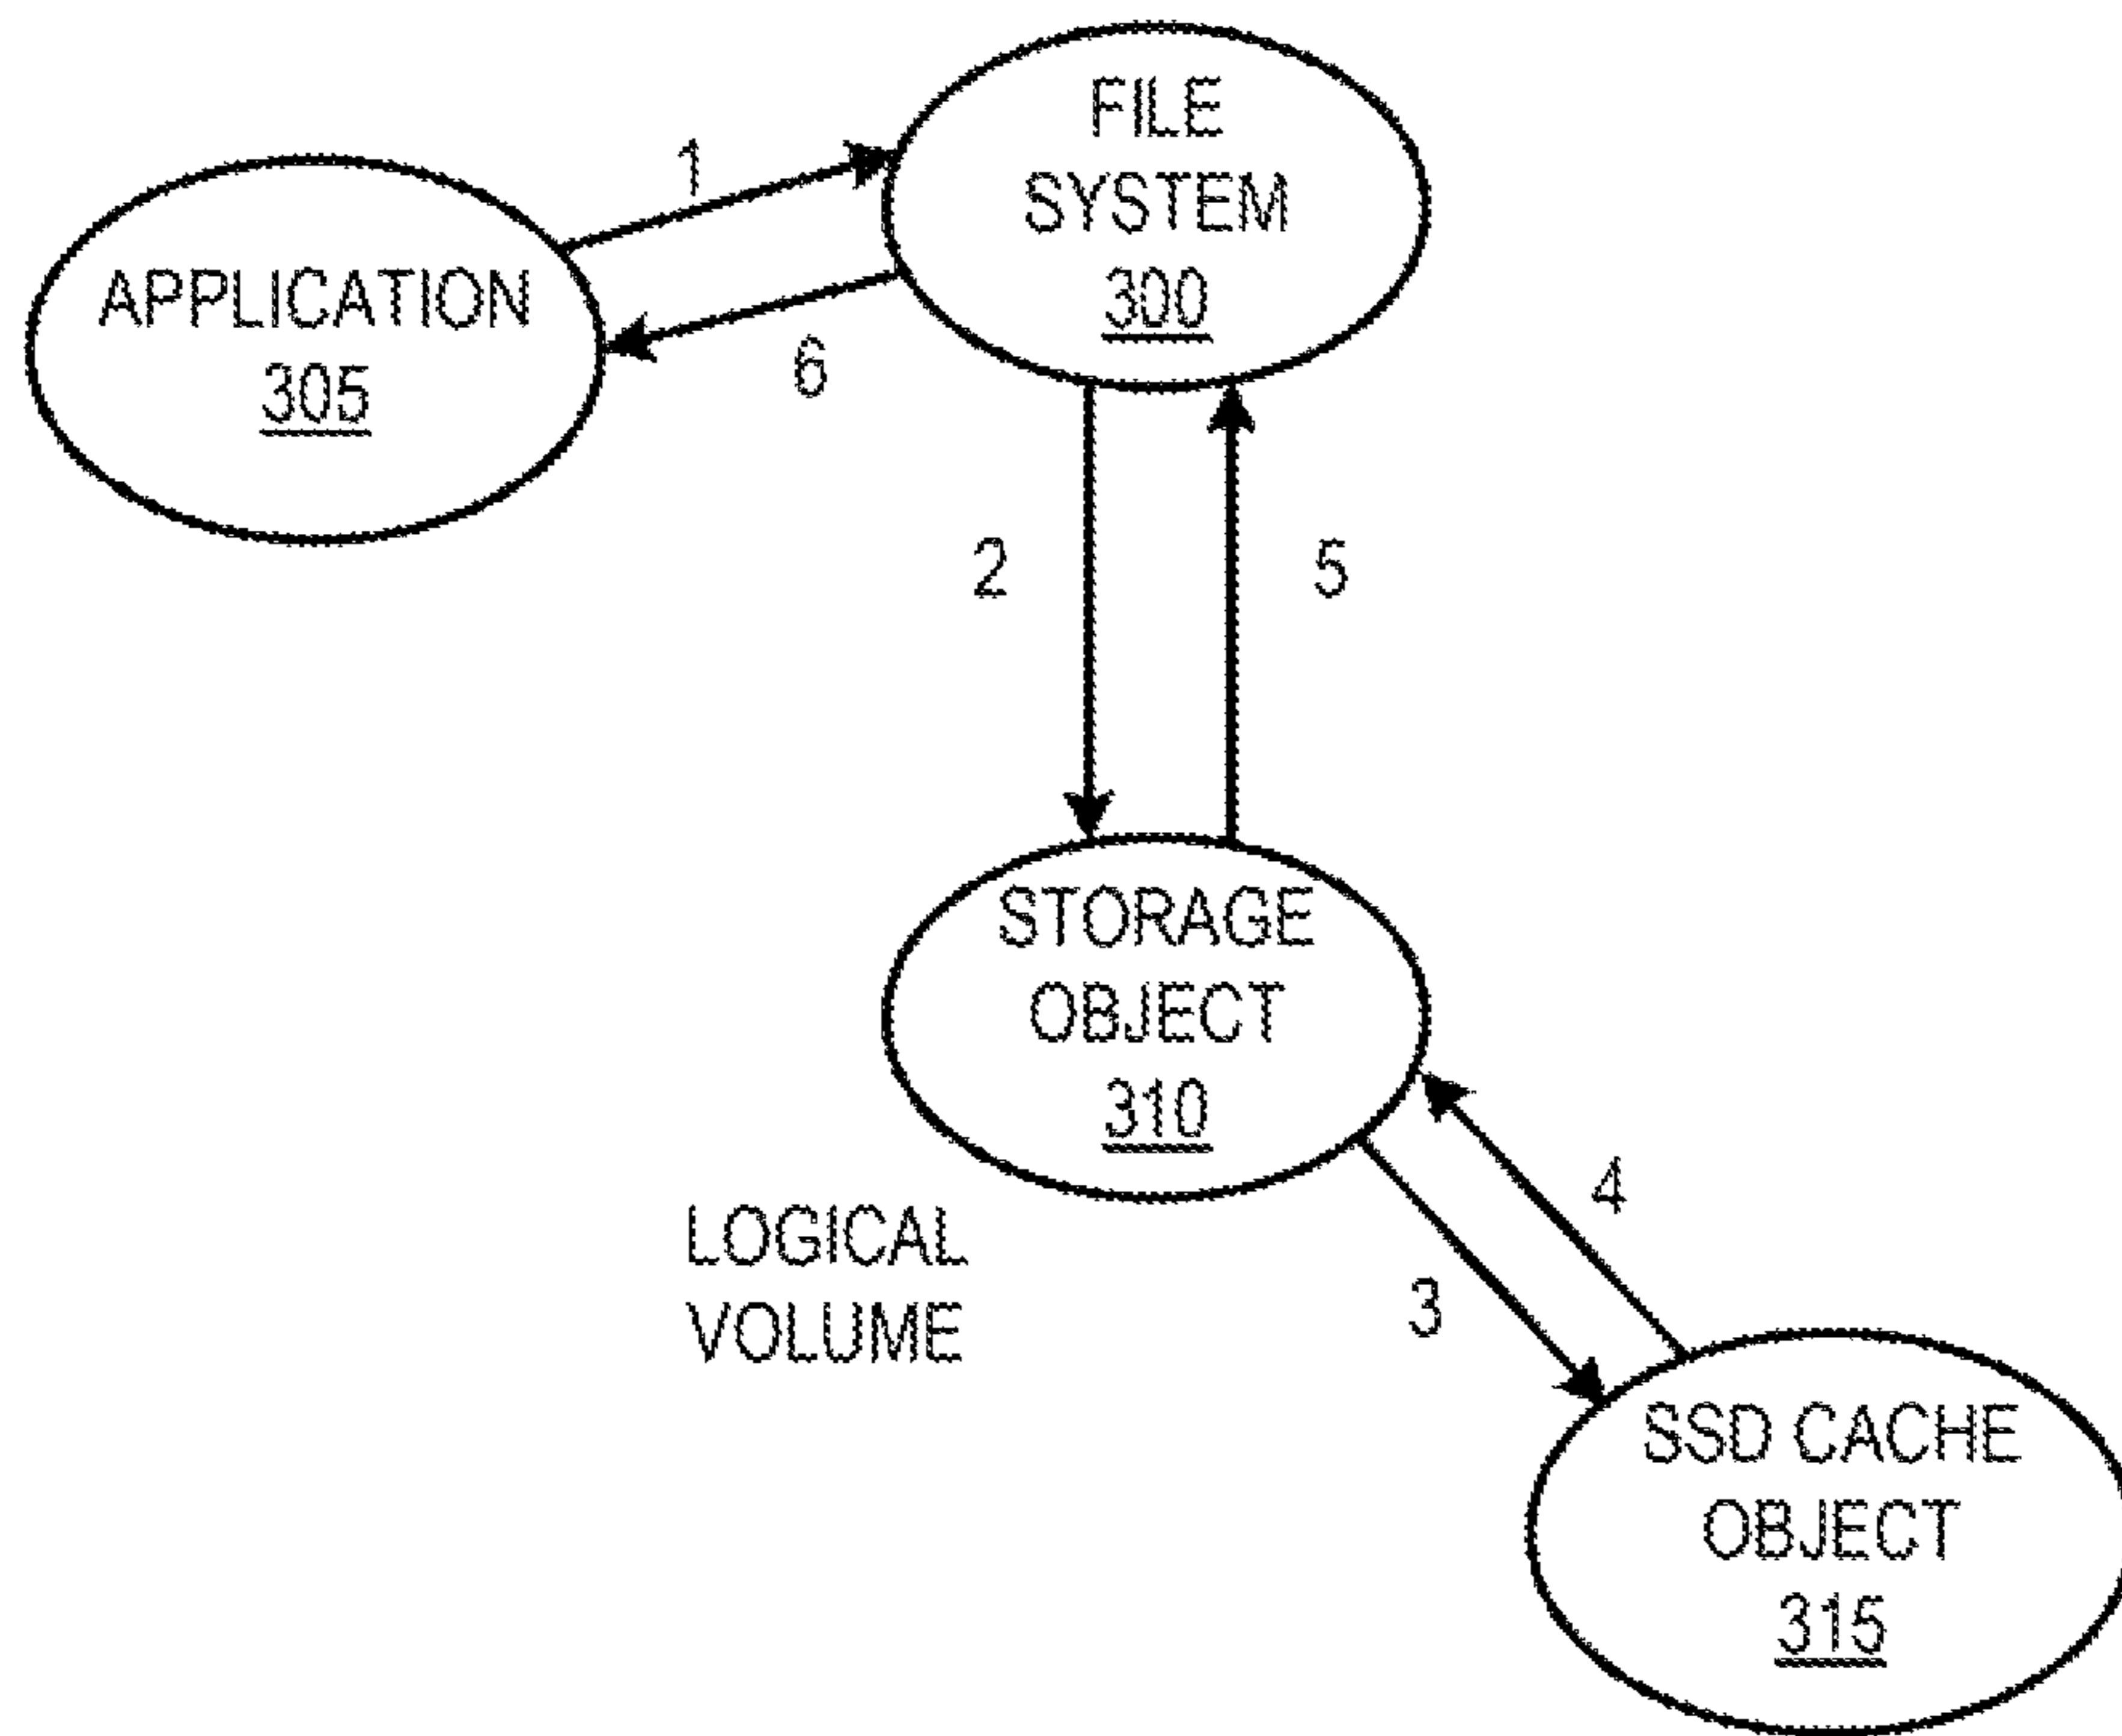 FILE
SYSTEM
300
1
APPLICATION
305
6
2
5
STORAGE
OBJECT
310
4
LOGICAL
VOLUME
3
SSD CACHE
OBJECT
315